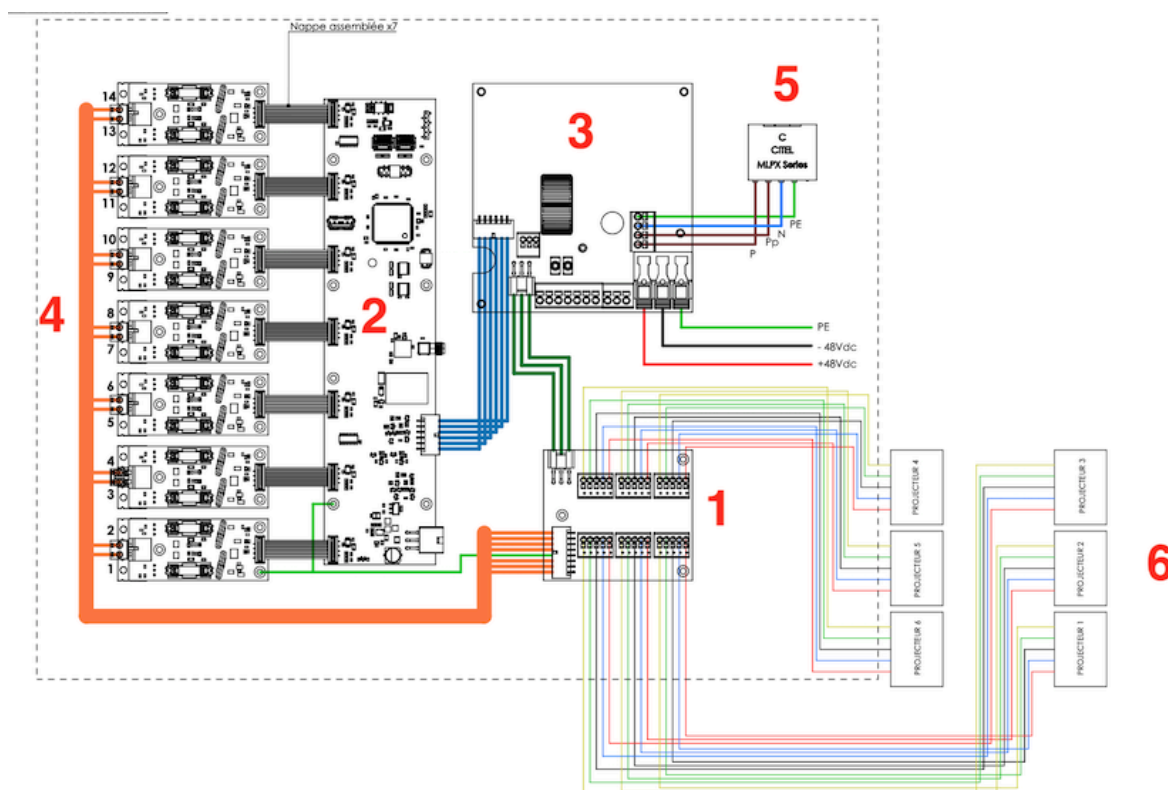 Nappe assemblée x7
5
14
3
C
CITEL
MLPX Series
13
12
11
PE
N
Pp
P
10
9
4
2
8
7
PE
- 48Vdc
+48Vdc
6
5
4
3
1
PROJECTEUR 4
PROJECTEUR 3
2
1
PROJECTEUR 5
PROJECTEUR 2
6
PROJECTEUR 6
PROJECTEUR 1